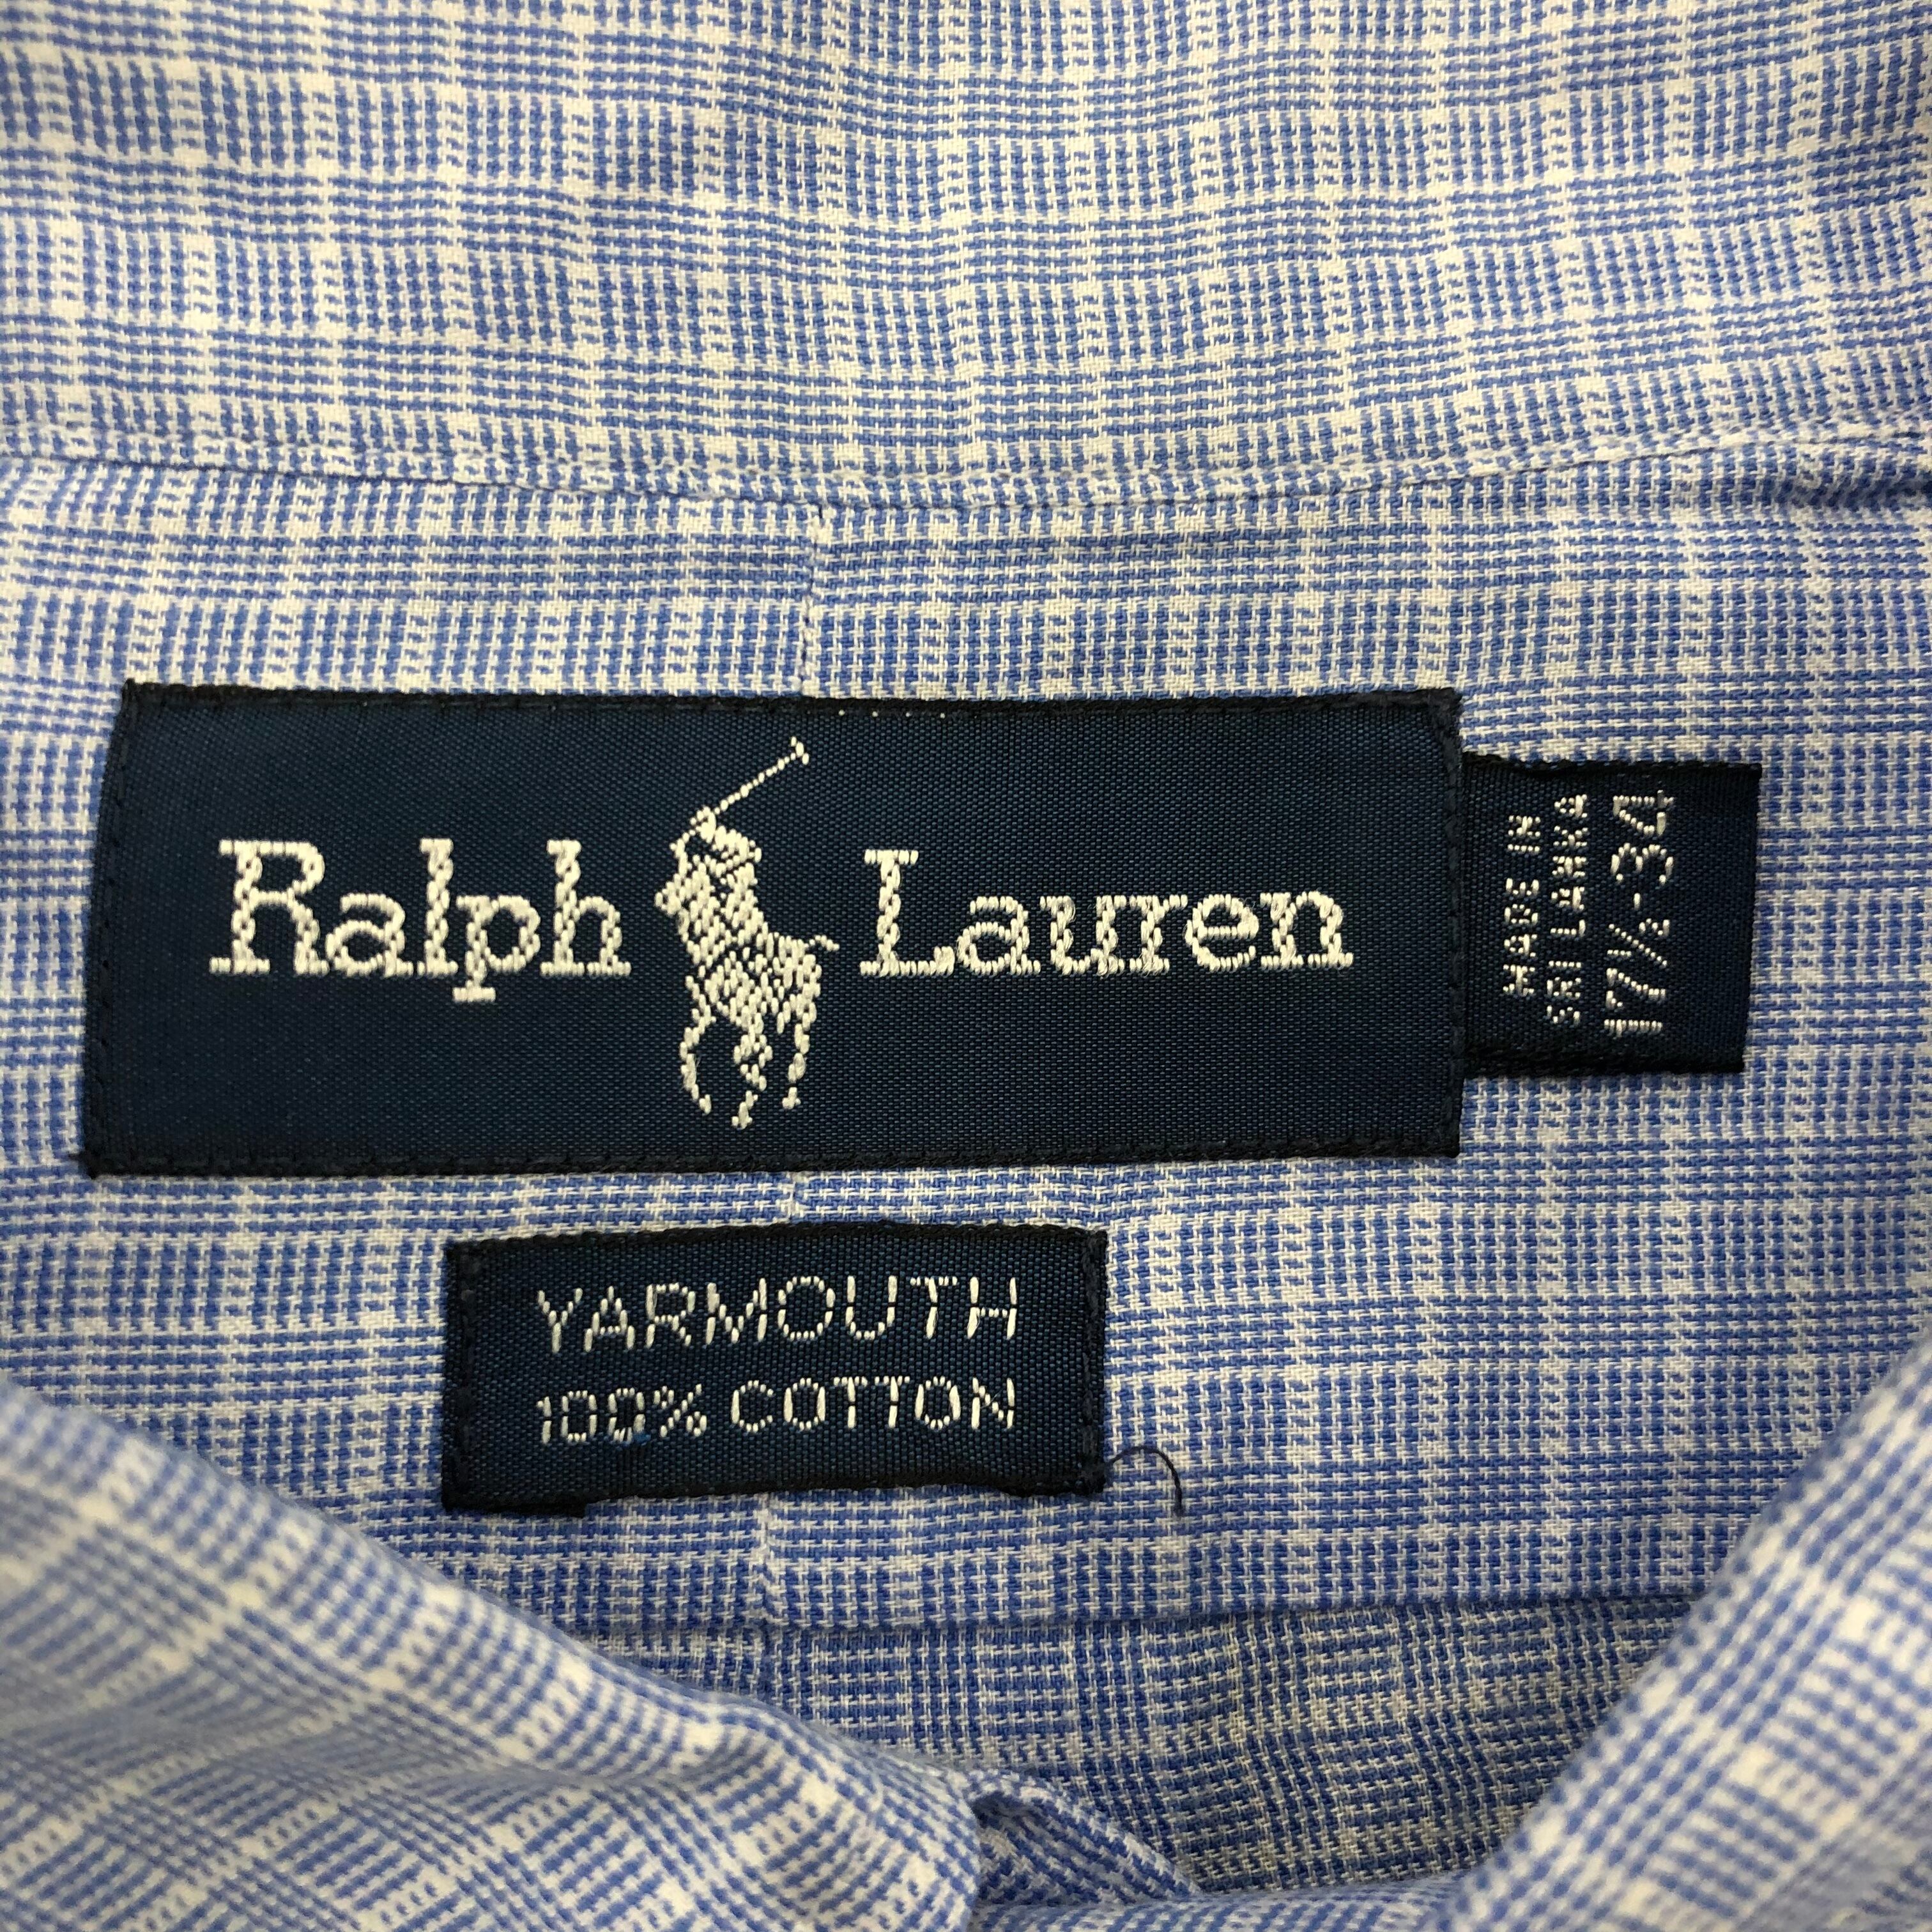 Ralph Lauren
MADE IN
SRI LANKA
17½-34
YARMOUTH
100% COTTON